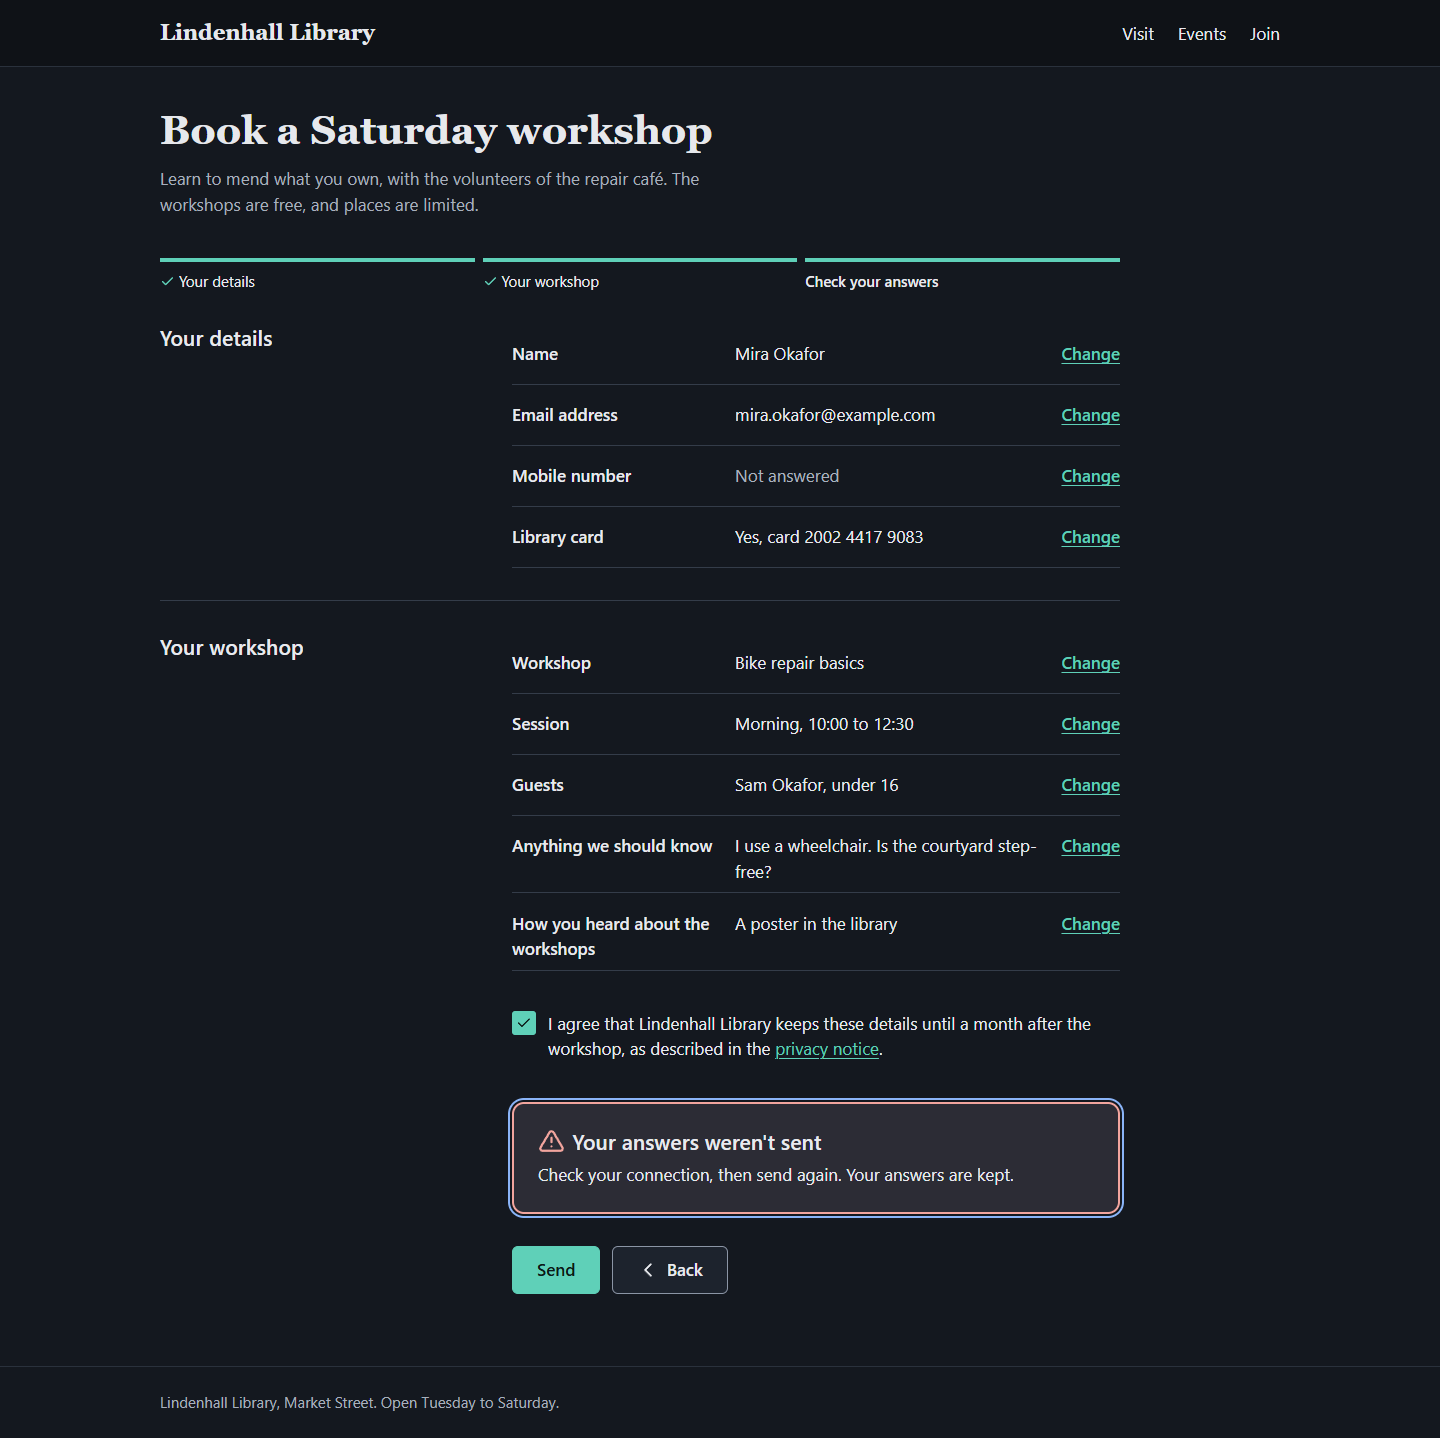 Lindenhall Library
Visit Events Join
Book a Saturday workshop
Learn to mend what you own, with the volunteers of the repair café. The
workshops are free, and places are limited.
Your details
Your workshop
Check your answers
Your details
Name Mira Okafor Change
Email address mira.okafor@example.com Change
Mobile number Not answered Change
Library card Yes, card 2002 4417 9083 Change
Your workshop
Workshop Bike repair basics Change
Session Morning, 10:00 to 12:30 Change
Guests Sam Okafor, under 16 Change
Anything we should know I use a wheelchair. Is the courtyard step- Change
free?
How you heard about the A poster in the library Change
workshops
I agree that Lindenhall Library keeps these details until a month after the
workshop, as described in the privacy notice.
Your answers weren't sent
Check your connection, then send again. Your answers are kept.
Send Back
Lindenhall Library, Market Street. Open Tuesday to Saturday.